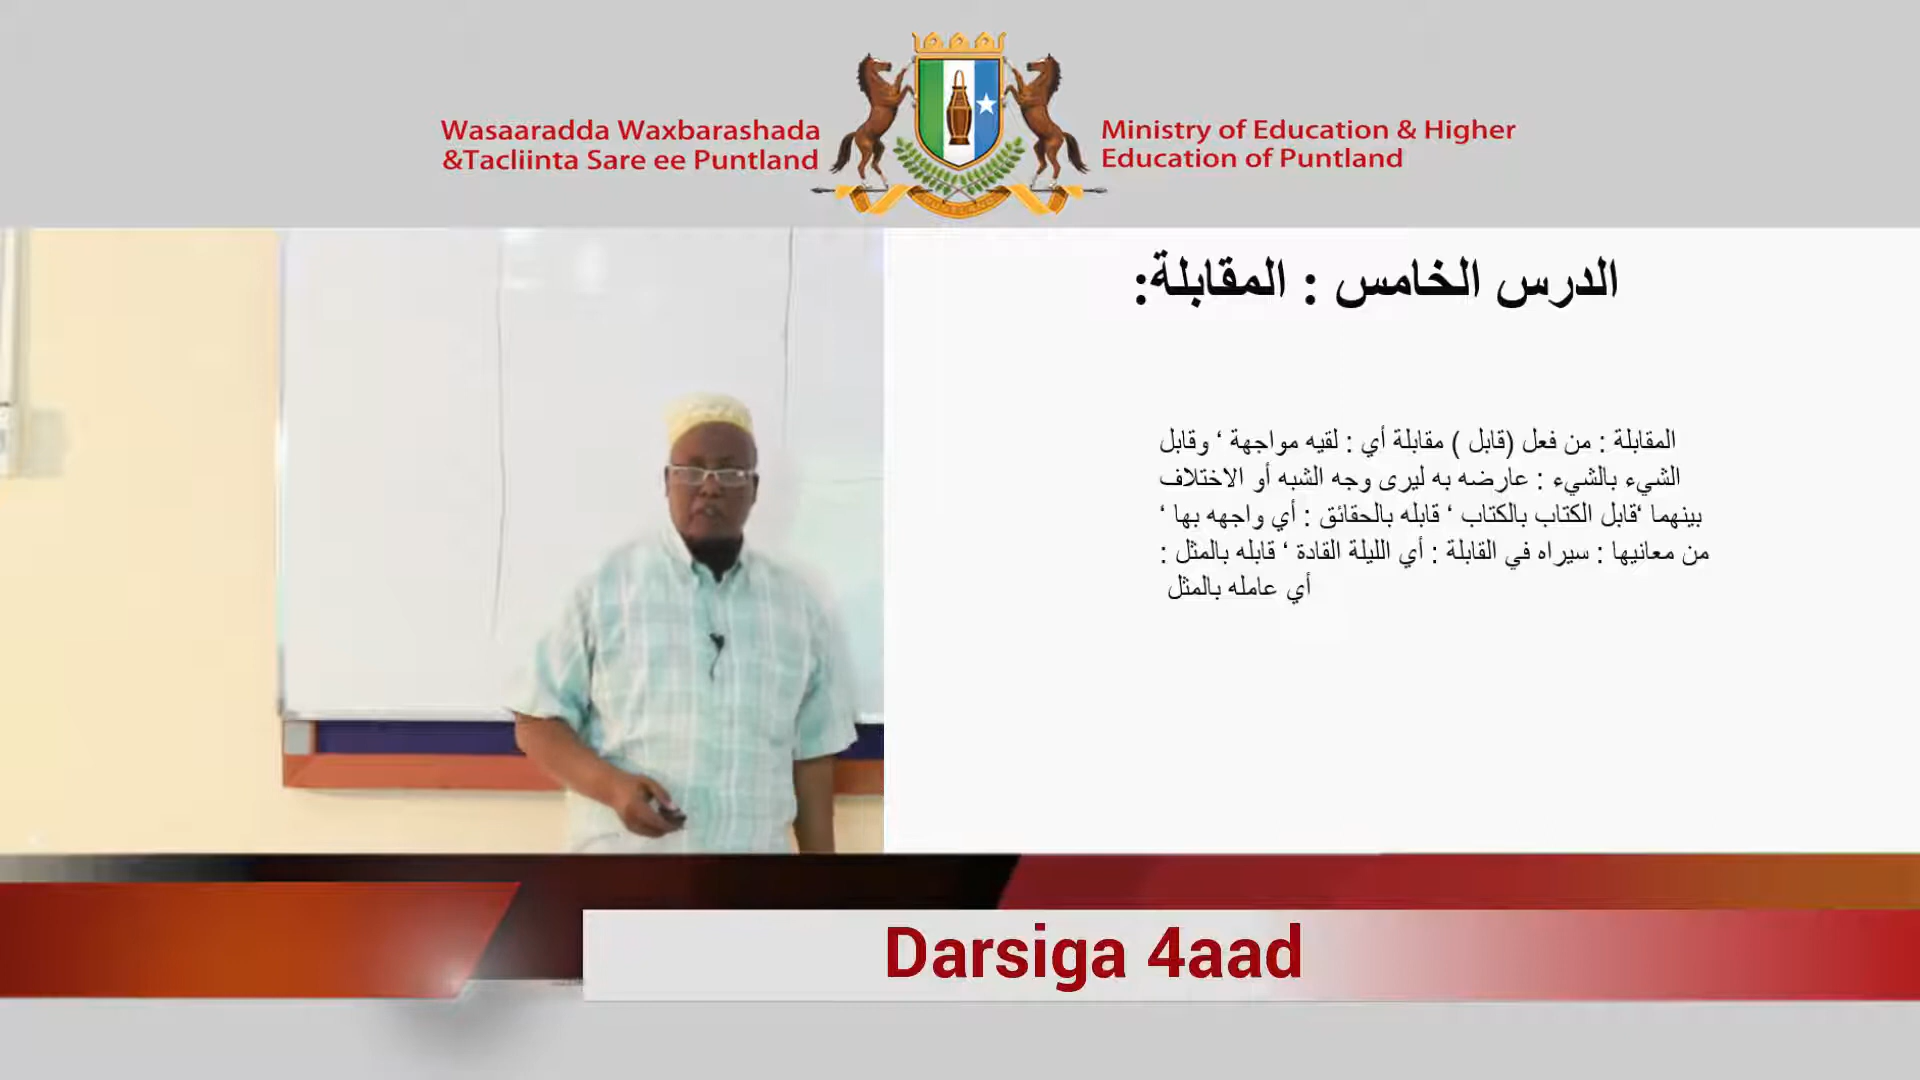 Wasaaradda Waxbarashada
&Tacliinta Sare ee Puntland
Ministry of Education & Higher
Education of Puntland
الدرس الخامس : المقابلة:
المقابلة : من فعل (قابل ) مقابلة أي : لقيه مواجهة ‘ وقابل
الشيء بالشيء : عارضه به ليرى وجه الشبه أو الاختلاف
بينهما ‘قابل الكتاب بالكتاب ‘ قابله بالحقائق : أي واجهه بها ‘
من معانيها : سيراه في القابلة : أي الليلة القادة ‘ قابله بالمثل :
أي عامله بالمثل
Darsiga 4aad